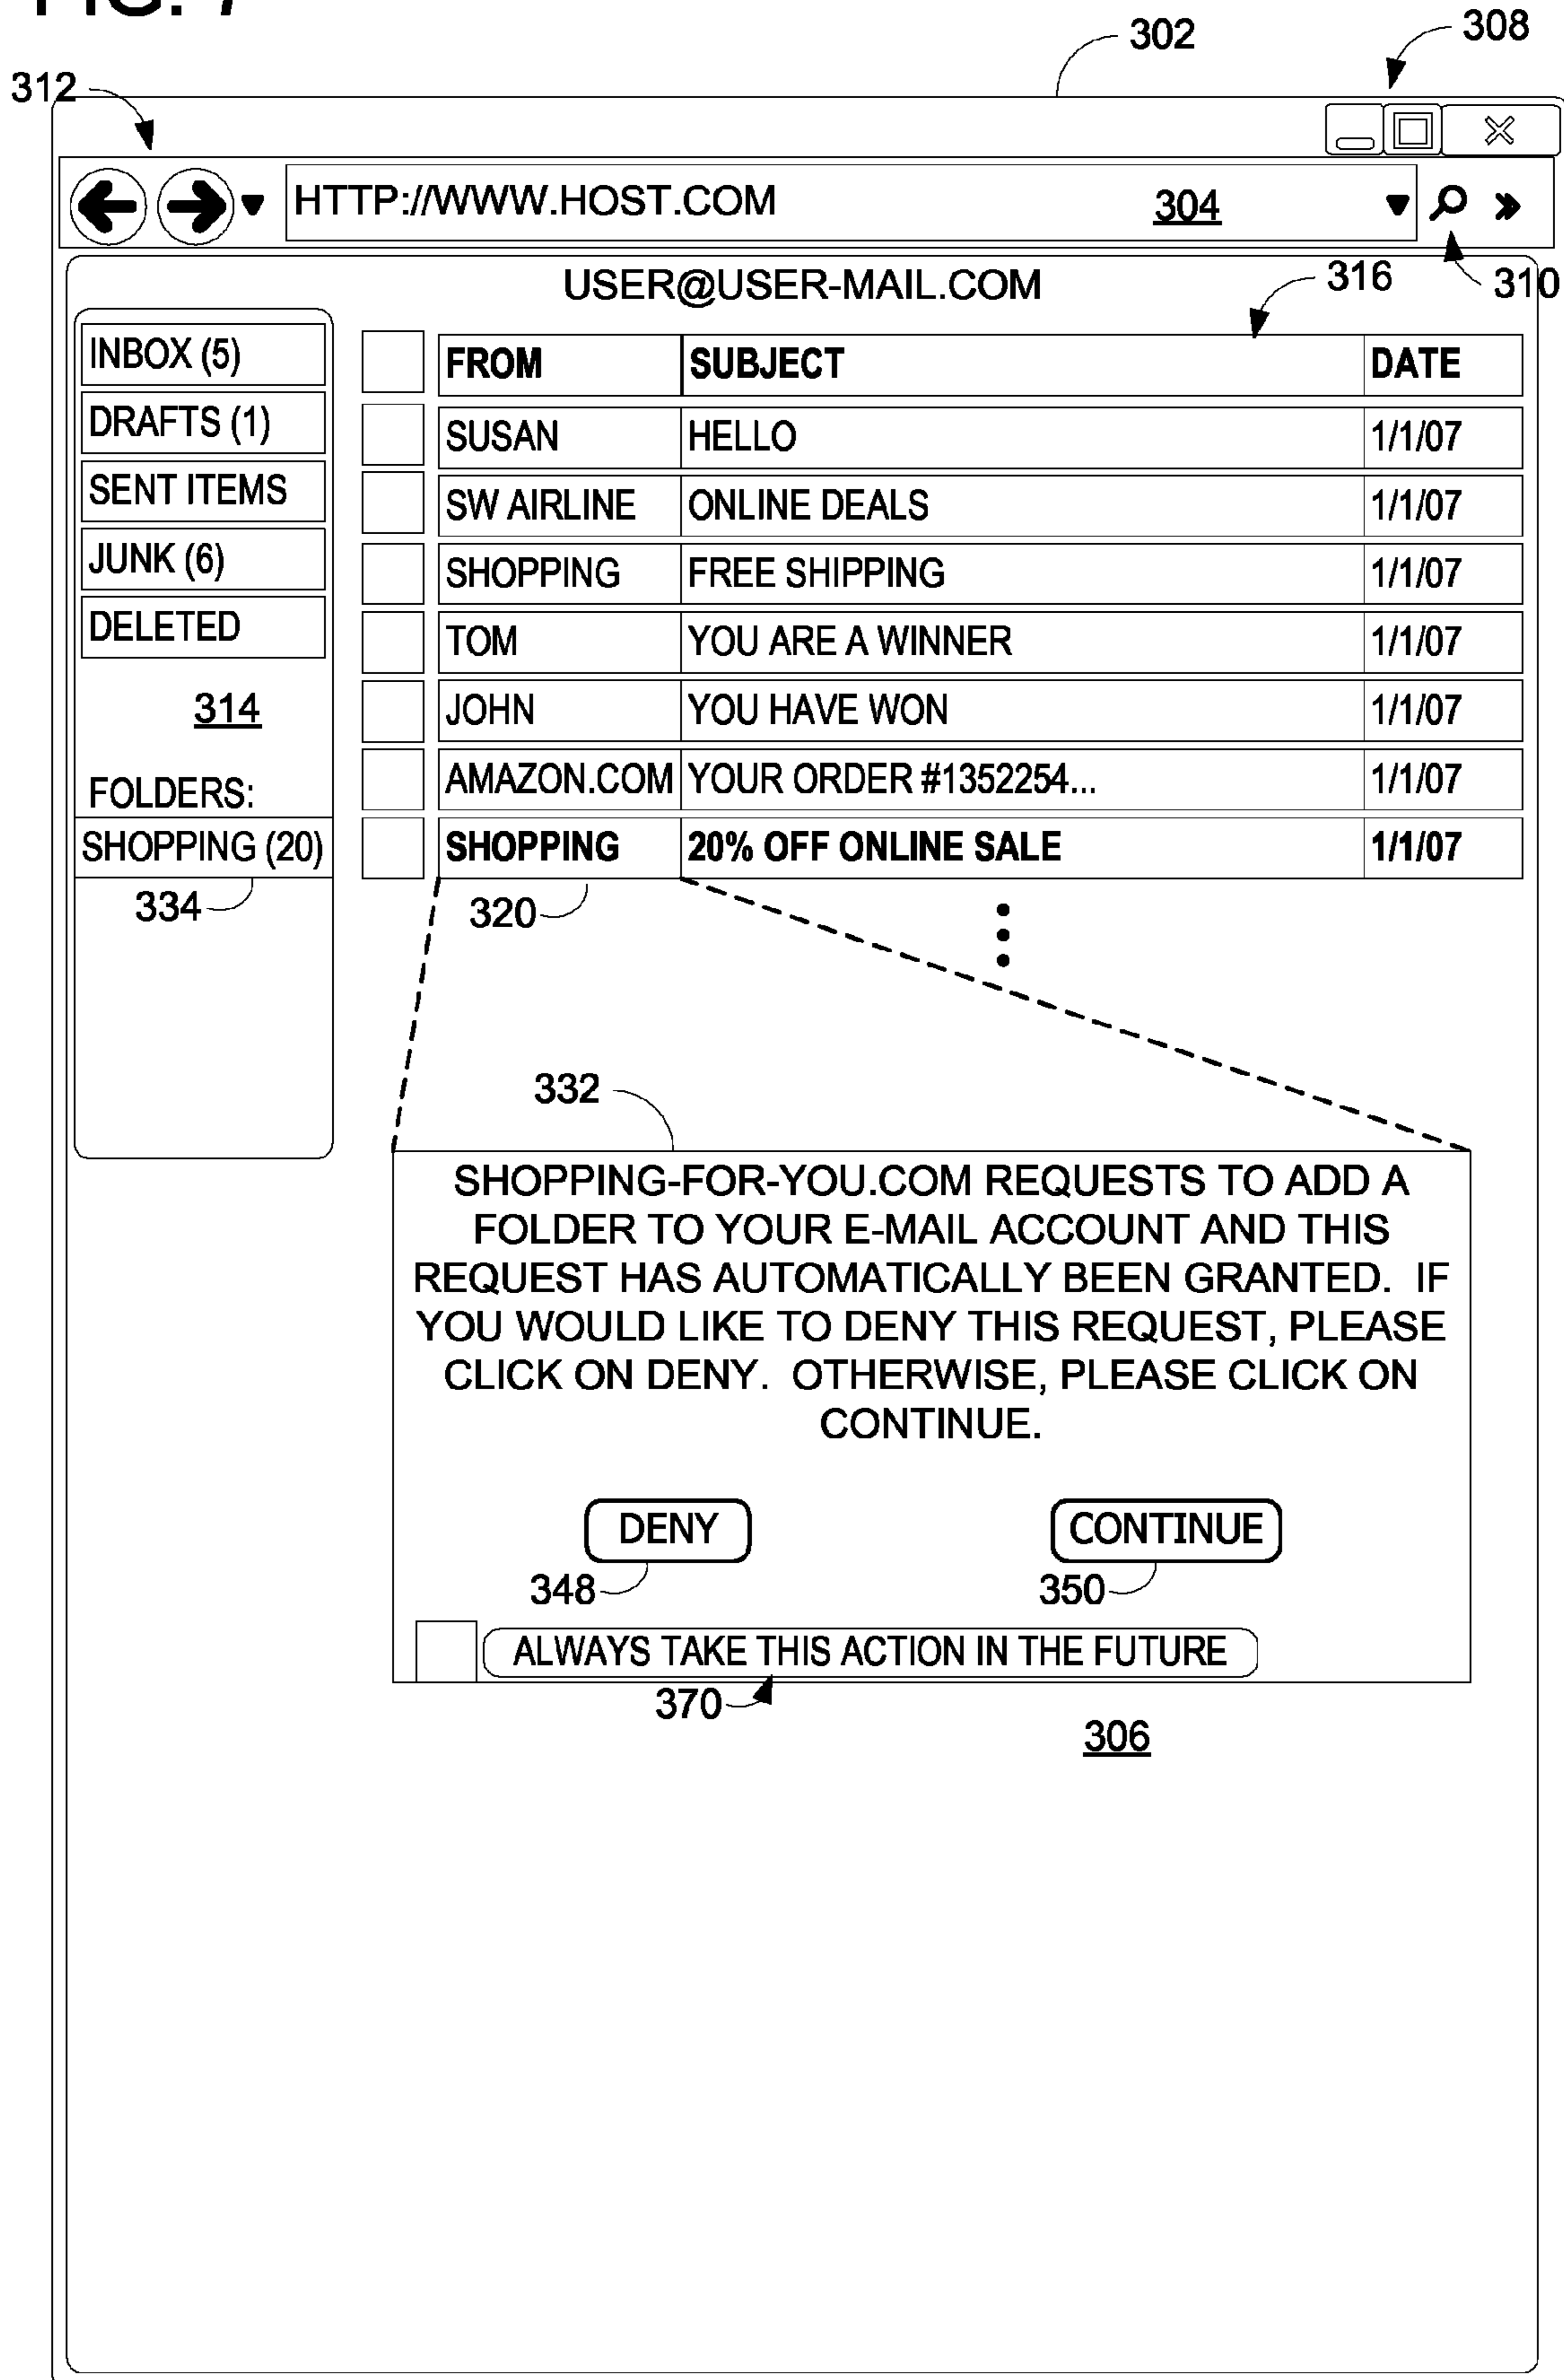 FIG. 7
302
308
312
HTTP://WWW.HOST.COM
304
310
USER@USER-MAIL.COM
316
INBOX (5)
DRAFTS (1)
SENT ITEMS
JUNK (6)
DELETED
314
FOLDERS:
SHOPPING (20)
334
FROM SUBJECT DATE
SUSAN HELLO 1/1/07
SW AIRLINE ONLINE DEALS 1/1/07
SHOPPING FREE SHIPPING 1/1/07
TOM YOU ARE A WINNER 1/1/07
JOHN YOU HAVE WON 1/1/07
AMAZON.COM YOUR ORDER #1352254... 1/1/07
SHOPPING 20% OFF ONLINE SALE 1/1/07
320
332
SHOPPING-FOR-YOU.COM REQUESTS TO ADD A
FOLDER TO YOUR E-MAIL ACCOUNT AND THIS
REQUEST HAS AUTOMATICALLY BEEN GRANTED. IF
YOU WOULD LIKE TO DENY THIS REQUEST, PLEASE
CLICK ON DENY. OTHERWISE, PLEASE CLICK ON
CONTINUE.
DENY
CONTINUE
348
350
ALWAYS TAKE THIS ACTION IN THE FUTURE
370
306